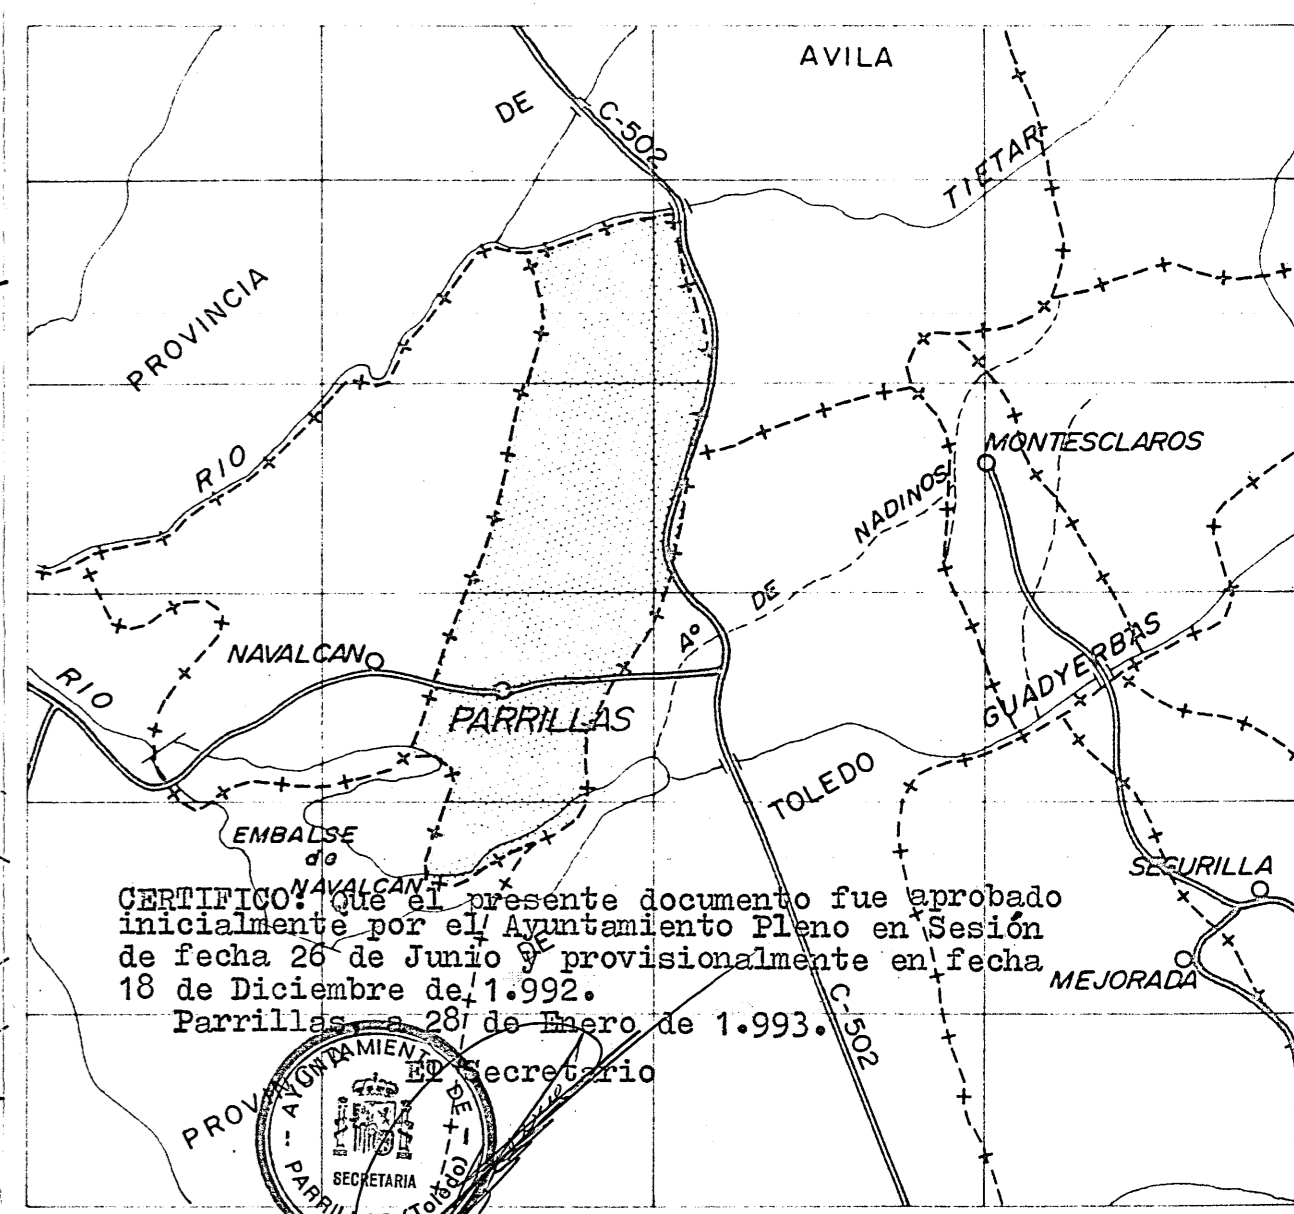 AVILA
DE
C-502
TIETAR
PROVINCIA
RIO
MONTESCLAROS
NADINOS
DE
Aº
NAVALCAN
RIO
PARRILLAS
GUADYERBAS
TOLEDO
EMBALSE
de
NAVALCAN
SEGURILLA
MEJORADA
DE
C-502
CERTIFICO: Que el presente documento fue aprobado
inicialmente por el Ayuntamiento Pleno en Sesión
de fecha 26 de Junio y provisionalmente en fecha
18 de Diciembre de 1.992.
Parrillas, a 28 de Enero de 1.993.
El Secretario
AYUNTAMIENTO DE
SECRETARIA
(Toledo)